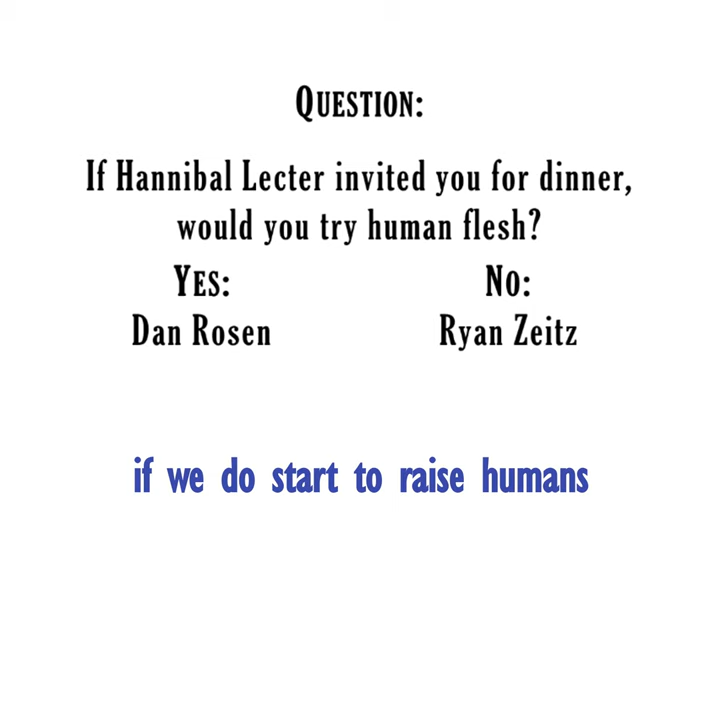 QUESTION:
If Hannibal Lecter invited you for dinner,
would you try human flesh?
YES: NO:
Dan Rosen Ryan Zeitz
if we do start to raise humans